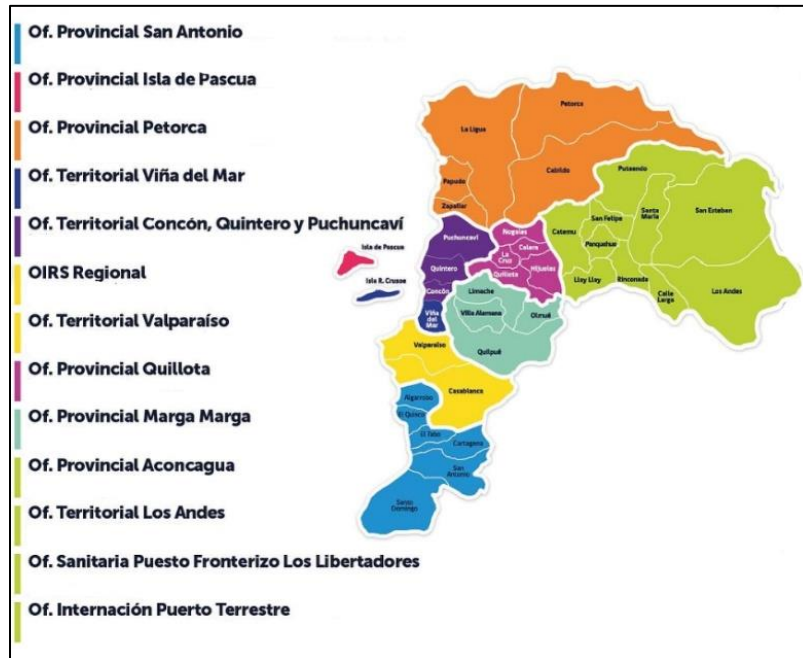 Of. Provincial San Antonio
Of. Provincial Isla de Pascua
Of. Provincial Petorca
Of. Territorial Viña del Mar
Of. Territorial Concón, Quintero y Puchuncaví
OIRS Regional
Of. Territorial Valparaíso
Of. Provincial Quillota
Of. Provincial Marga Marga
Of. Provincial Aconcagua
Of. Territorial Los Andes
Of. Sanitaria Puesto Fronterizo Los Libertadores
Of. Internación Puerto Terrestre
Petorca
La Ligua
Cabildo
Papudo
Zapallar
Putaendo
Santa
María
San Esteban
San Felipe
Catemu
Panquehue
Llay Llay
Rinconada
Calle
Larga
Los Andes
Puchuncaví
Quintero
Concón
Viña
del
Mar
Nogales
Calera
La
Cruz
Quillota
Hijuelas
Isla de Pascua
Isla R. Crusoe
Limache
Villa Alemana
Olmué
Quilpué
Valparaíso
Casablanca
Algarrobo
El Quisco
El Tabo
Cartagena
San
Antonio
Santo
Domingo